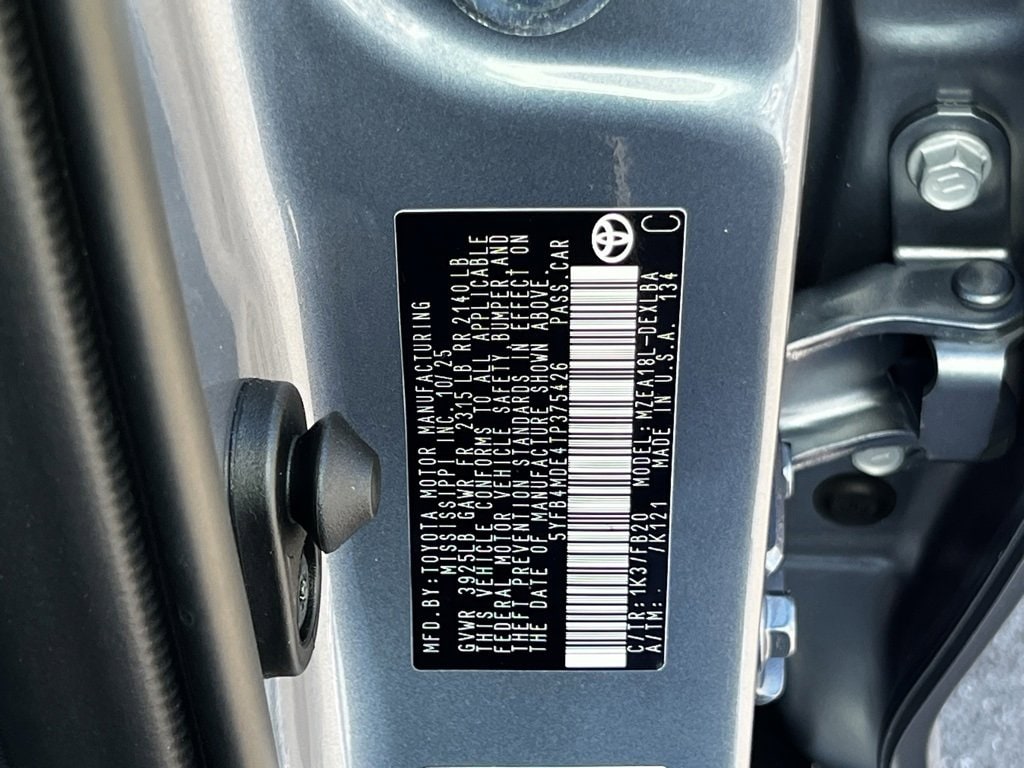 MFD.BY:TOYOTA MOTOR MANUFACTURING
MISSISSIPPI INC. 10/25
GVWR 3925LB GAWR FR 2315LB RR 2140LB
THIS VEHICLE CONFORMS TO ALL APPLICABLE
FEDERAL MOTOR VEHICLE SAFETY, BUMPER, AND
THEFT PREVENTION STANDARDS IN EFFECT ON
THE DATE OF MANUFACTURE SHOWN ABOVE.
5YFB4MDE4TP375426 PASS.CAR
C/TR:1K3/FB20 MODEL:MZEA18L-DEXLBA
A/TM:- /K121 MADE IN U.S.A. 134
C